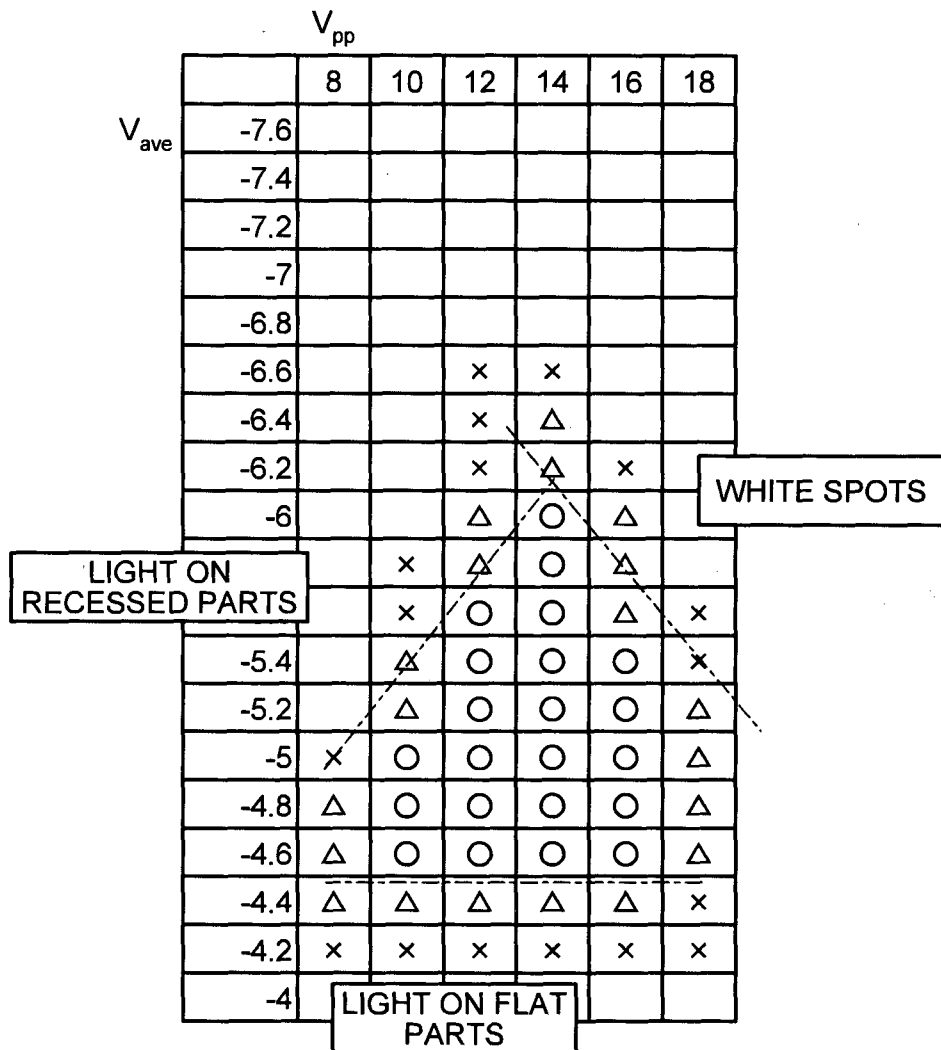 Vpp
8 10 12 14 16 18
Vave
-7.6
-7.4
-7.2
-7
-6.8
-6.6 × ×
-6.4 × △
-6.2 × △ ×
WHITE SPOTS
-6 △ ○ △
LIGHT ON
RECESSED PARTS
× △ ○ △
× ○ ○ △ ×
-5.4 △ ○ ○ ○ ×
-5.2 △ ○ ○ ○ △
-5 × ○ ○ ○ ○ △
-4.8 △ ○ ○ ○ ○ △
-4.6 △ ○ ○ ○ ○ △
-4.4 △ △ △ △ △ ×
-4.2 × × × × × ×
-4
LIGHT ON FLAT
PARTS